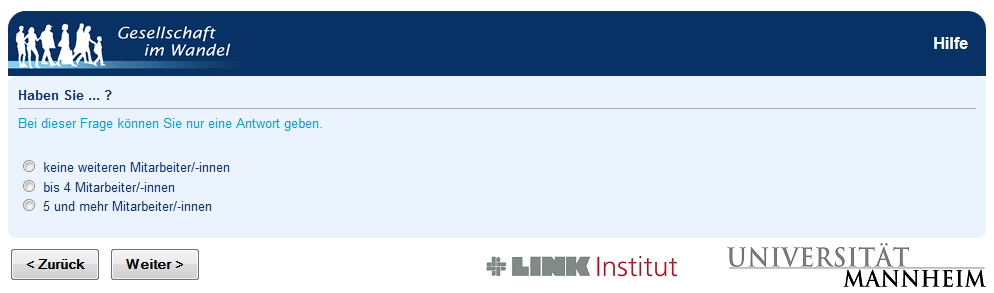 Gesellschaft
im Wandel
Hilfe
Haben Sie ... ?
Bei dieser Frage können Sie nur eine Antwort geben.
keine weiteren Mitarbeiter/-innen
bis 4 Mitarbeiter/-innen
5 und mehr Mitarbeiter/-innen
< Zurück Weiter >
LINK Institut
UNIVERSITÄT
MANNHEIM